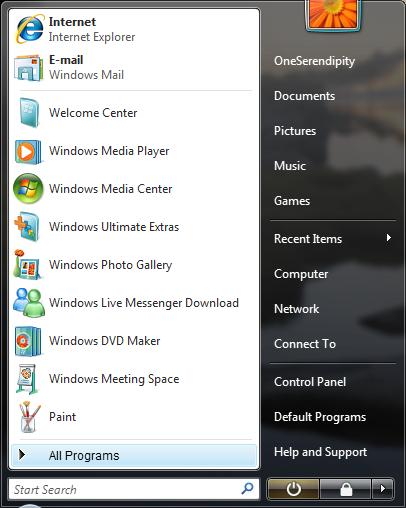 Internet
Internet Explorer
E-mail
Windows Mail
Welcome Center
Windows Media Player
Windows Media Center
Windows Ultimate Extras
Windows Photo Gallery
Windows Live Messenger Download
Windows DVD Maker
Windows Meeting Space
Paint
All Programs
Start Search
OneSerendipity
Documents
Pictures
Music
Games
Recent Items
Computer
Network
Connect To
Control Panel
Default Programs
Help and Support